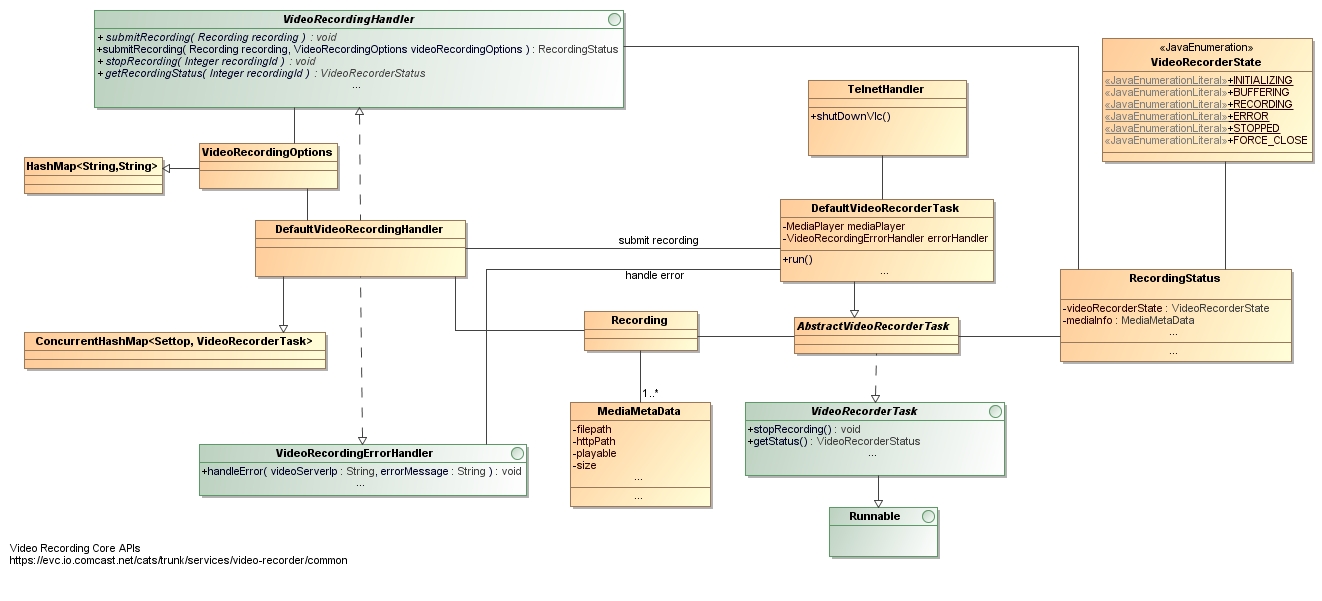 VideoRecordingHandler
+ submitRecording( Recording recording ) : void
+submitRecording( Recording recording, VideoRecordingOptions videoRecordingOptions ) : RecordingStatus
+ stopRecording( Integer recordingId ) : void
+ getRecordingStatus( Integer recordingId ) : VideoRecorderStatus
...
«JavaEnumeration»
VideoRecorderState
«JavaEnumerationLiteral»+INITIALIZING
«JavaEnumerationLiteral»+BUFFERING
«JavaEnumerationLiteral»+RECORDING
«JavaEnumerationLiteral»+ERROR
«JavaEnumerationLiteral»+STOPPED
«JavaEnumerationLiteral»+FORCE_CLOSE
TelnetHandler
+shutDownVlc()
VideoRecordingOptions
HashMap<String,String>
DefaultVideoRecordingHandler
submit recording
handle error
DefaultVideoRecorderTask
-MediaPlayer mediaPlayer
-VideoRecordingErrorHandler errorHandler
+run()
...
RecordingStatus
-videoRecorderState : VideoRecorderState
-mediaInfo : MediaMetaData
...
...
ConcurrentHashMap<Settop, VideoRecorderTask>
Recording
AbstractVideoRecorderTask
1..*
MediaMetaData
-filepath
-httpPath
-playable
-size
...
...
VideoRecorderTask
+stopRecording() : void
+getStatus() : VideoRecorderStatus
...
VideoRecordingErrorHandler
+handleError( videoServerIp : String, errorMessage : String ) : void
...
Runnable
Video Recording Core APIs
https://evc.io.comcast.net/cats/trunk/services/video-recorder/common